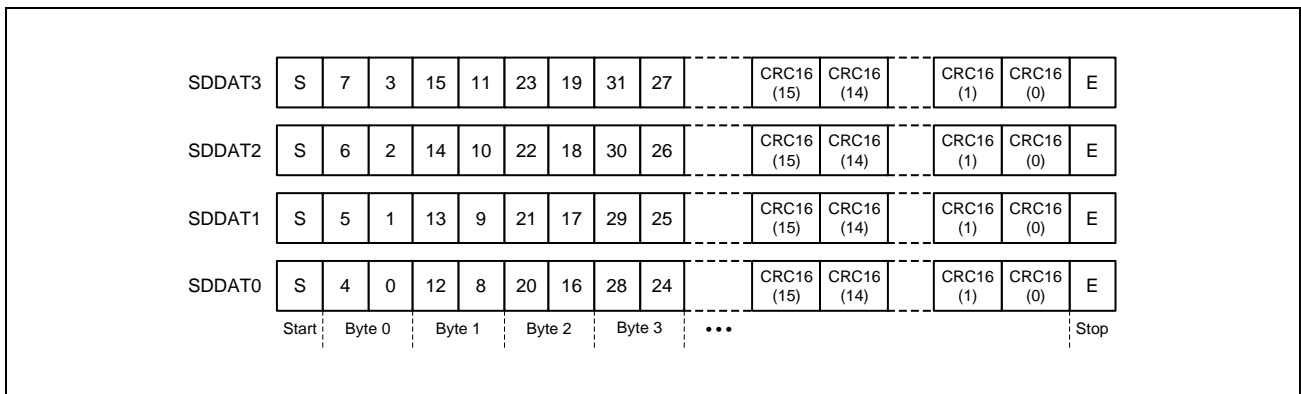 SDDAT3 S 7 3 15 11 23 19 31 27 CRC16 (15) CRC16 (14) CRC16 (1) CRC16 (0) E
SDDAT2 S 6 2 14 10 22 18 30 26 CRC16 (15) CRC16 (14) CRC16 (1) CRC16 (0) E
SDDAT1 S 5 1 13 9 21 17 29 25 CRC16 (15) CRC16 (14) CRC16 (1) CRC16 (0) E
SDDAT0 S 4 0 12 8 20 16 28 24 CRC16 (15) CRC16 (14) CRC16 (1) CRC16 (0) E
Start Byte 0 Byte 1 Byte 2 Byte 3 ••• Stop